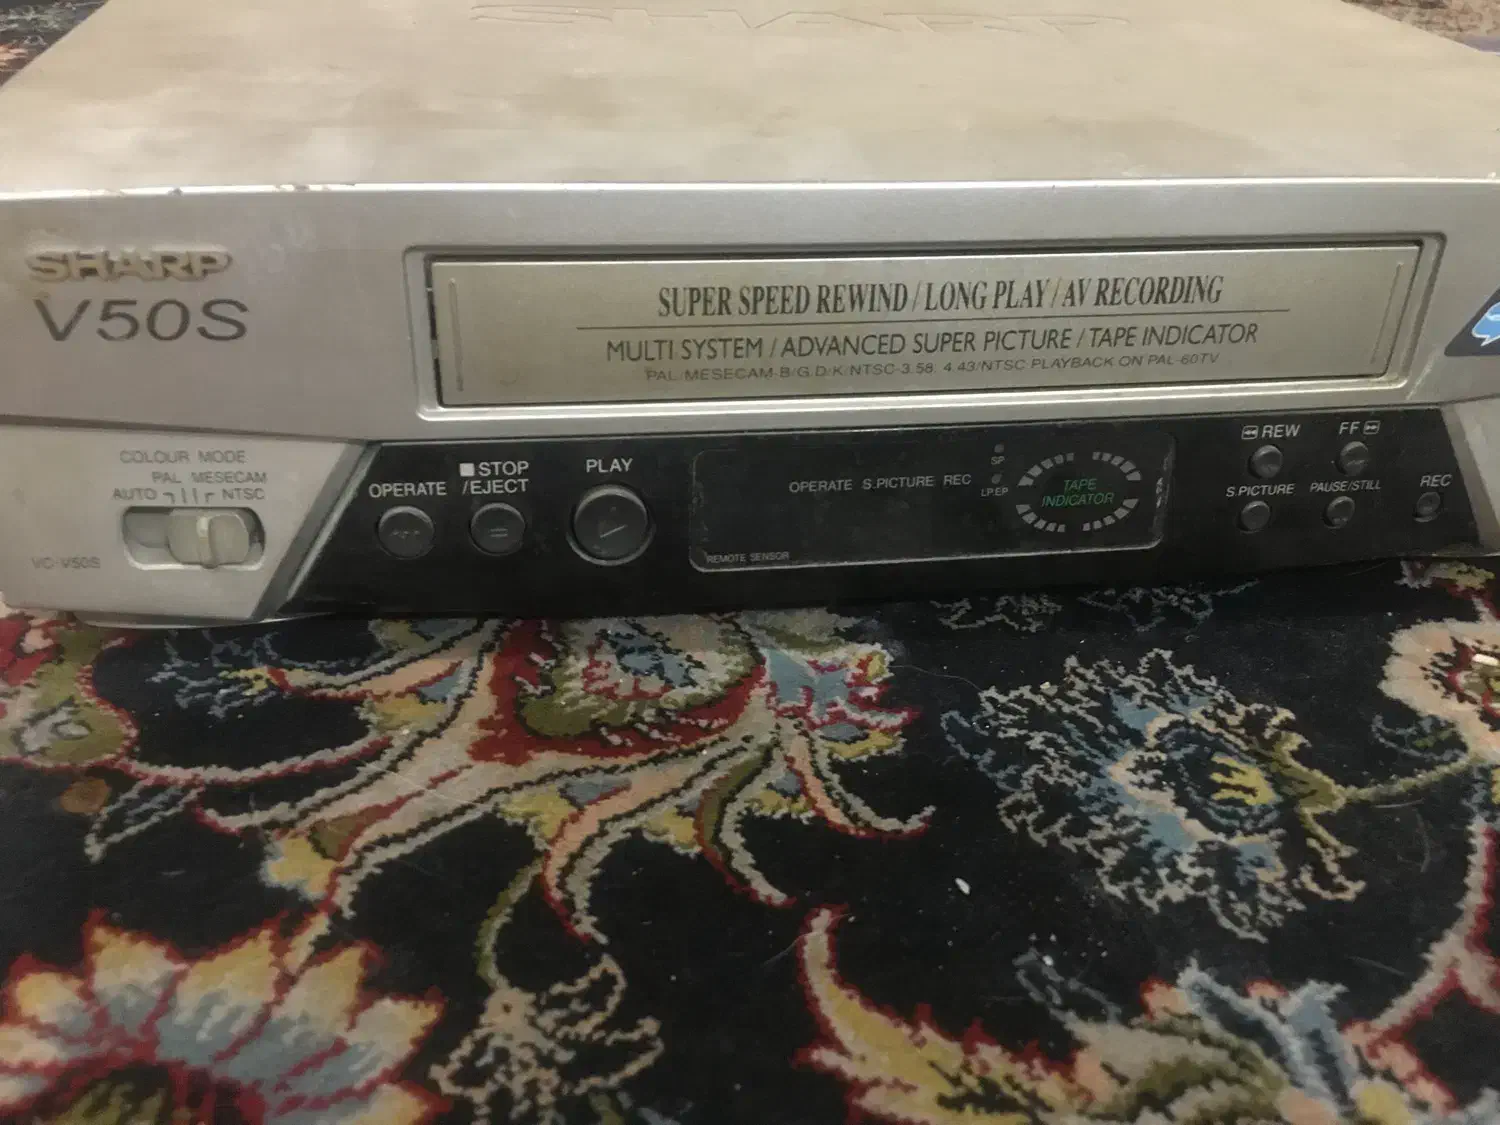 SHARP
SHARP
V50S
SUPER SPEED REWIND/LONG PLAY/AV RECORDING
MULTI SYSTEM/ADVANCED SUPER PICTURE/TAPE INDICATOR
PAL/MESECAM-B/G.D/K/NTSC-3.58, 4.43/NTSC PLAYBACK ON PAL-60TV
COLOUR MODE
PAL MESECAM
AUTO NTSC
VC-V50S
OPERATE
STOP
/EJECT
PLAY
OPERATE S.PICTURE REC
SP
LP.EP
TAPE
INDICATOR
REMOTE SENSOR
REW
FF
S.PICTURE
PAUSE/STILL
REC